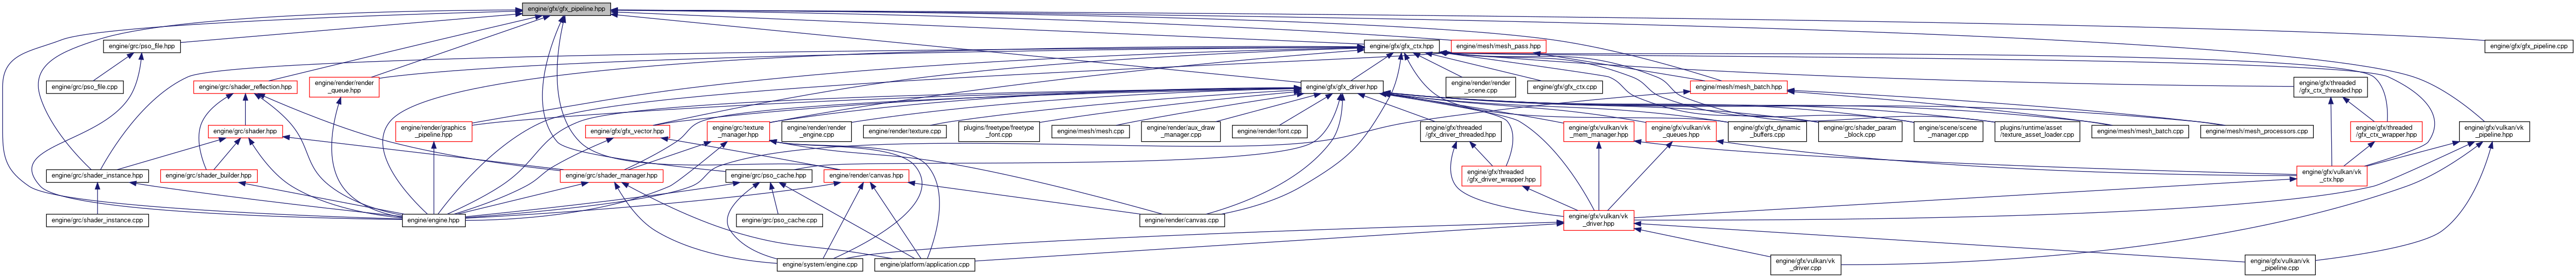 engine/gfx/gfx_pipeline.hpp
engine/grc/pso_file.hpp
engine/gfx/gfx_ctx.hpp
engine/mesh/mesh_pass.hpp
engine/gfx/gfx_pipeline.cpp
engine/grc/pso_file.cpp
engine/grc/shader_reflection.hpp
engine/render/render
_queue.hpp
engine/gfx/gfx_driver.hpp
engine/render/render
_scene.cpp
engine/gfx/gfx_ctx.cpp
engine/mesh/mesh_batch.hpp
engine/gfx/threaded
/gfx_ctx_threaded.hpp
engine/grc/shader.hpp
engine/render/graphics
_pipeline.hpp
engine/gfx/gfx_vector.hpp
engine/grc/texture
_manager.hpp
engine/render/render
_engine.cpp
engine/render/texture.cpp
plugins/freetype/freetype
_font.cpp
engine/mesh/mesh.cpp
engine/render/aux_draw
_manager.cpp
engine/render/font.cpp
engine/gfx/threaded
/gfx_driver_threaded.hpp
engine/gfx/vulkan/vk
_mem_manager.hpp
engine/gfx/vulkan/vk
_queues.hpp
engine/gfx/gfx_dynamic
_buffers.cpp
engine/grc/shader_param
_block.cpp
engine/scene/scene
_manager.cpp
plugins/runtime/asset
/texture_asset_loader.cpp
engine/mesh/mesh_batch.cpp
engine/mesh/mesh_processors.cpp
engine/gfx/threaded
/gfx_ctx_wrapper.hpp
engine/gfx/vulkan/vk
_pipeline.hpp
engine/grc/shader_instance.hpp
engine/grc/shader_builder.hpp
engine/grc/shader_manager.hpp
engine/grc/pso_cache.hpp
engine/render/canvas.hpp
engine/gfx/threaded
/gfx_driver_wrapper.hpp
engine/gfx/vulkan/vk
_ctx.hpp
engine/grc/shader_instance.cpp
engine/engine.hpp
engine/grc/pso_cache.cpp
engine/render/canvas.cpp
engine/gfx/vulkan/vk
_driver.hpp
engine/system/engine.cpp
engine/platform/application.cpp
engine/gfx/vulkan/vk
_driver.cpp
engine/gfx/vulkan/vk
_pipeline.cpp